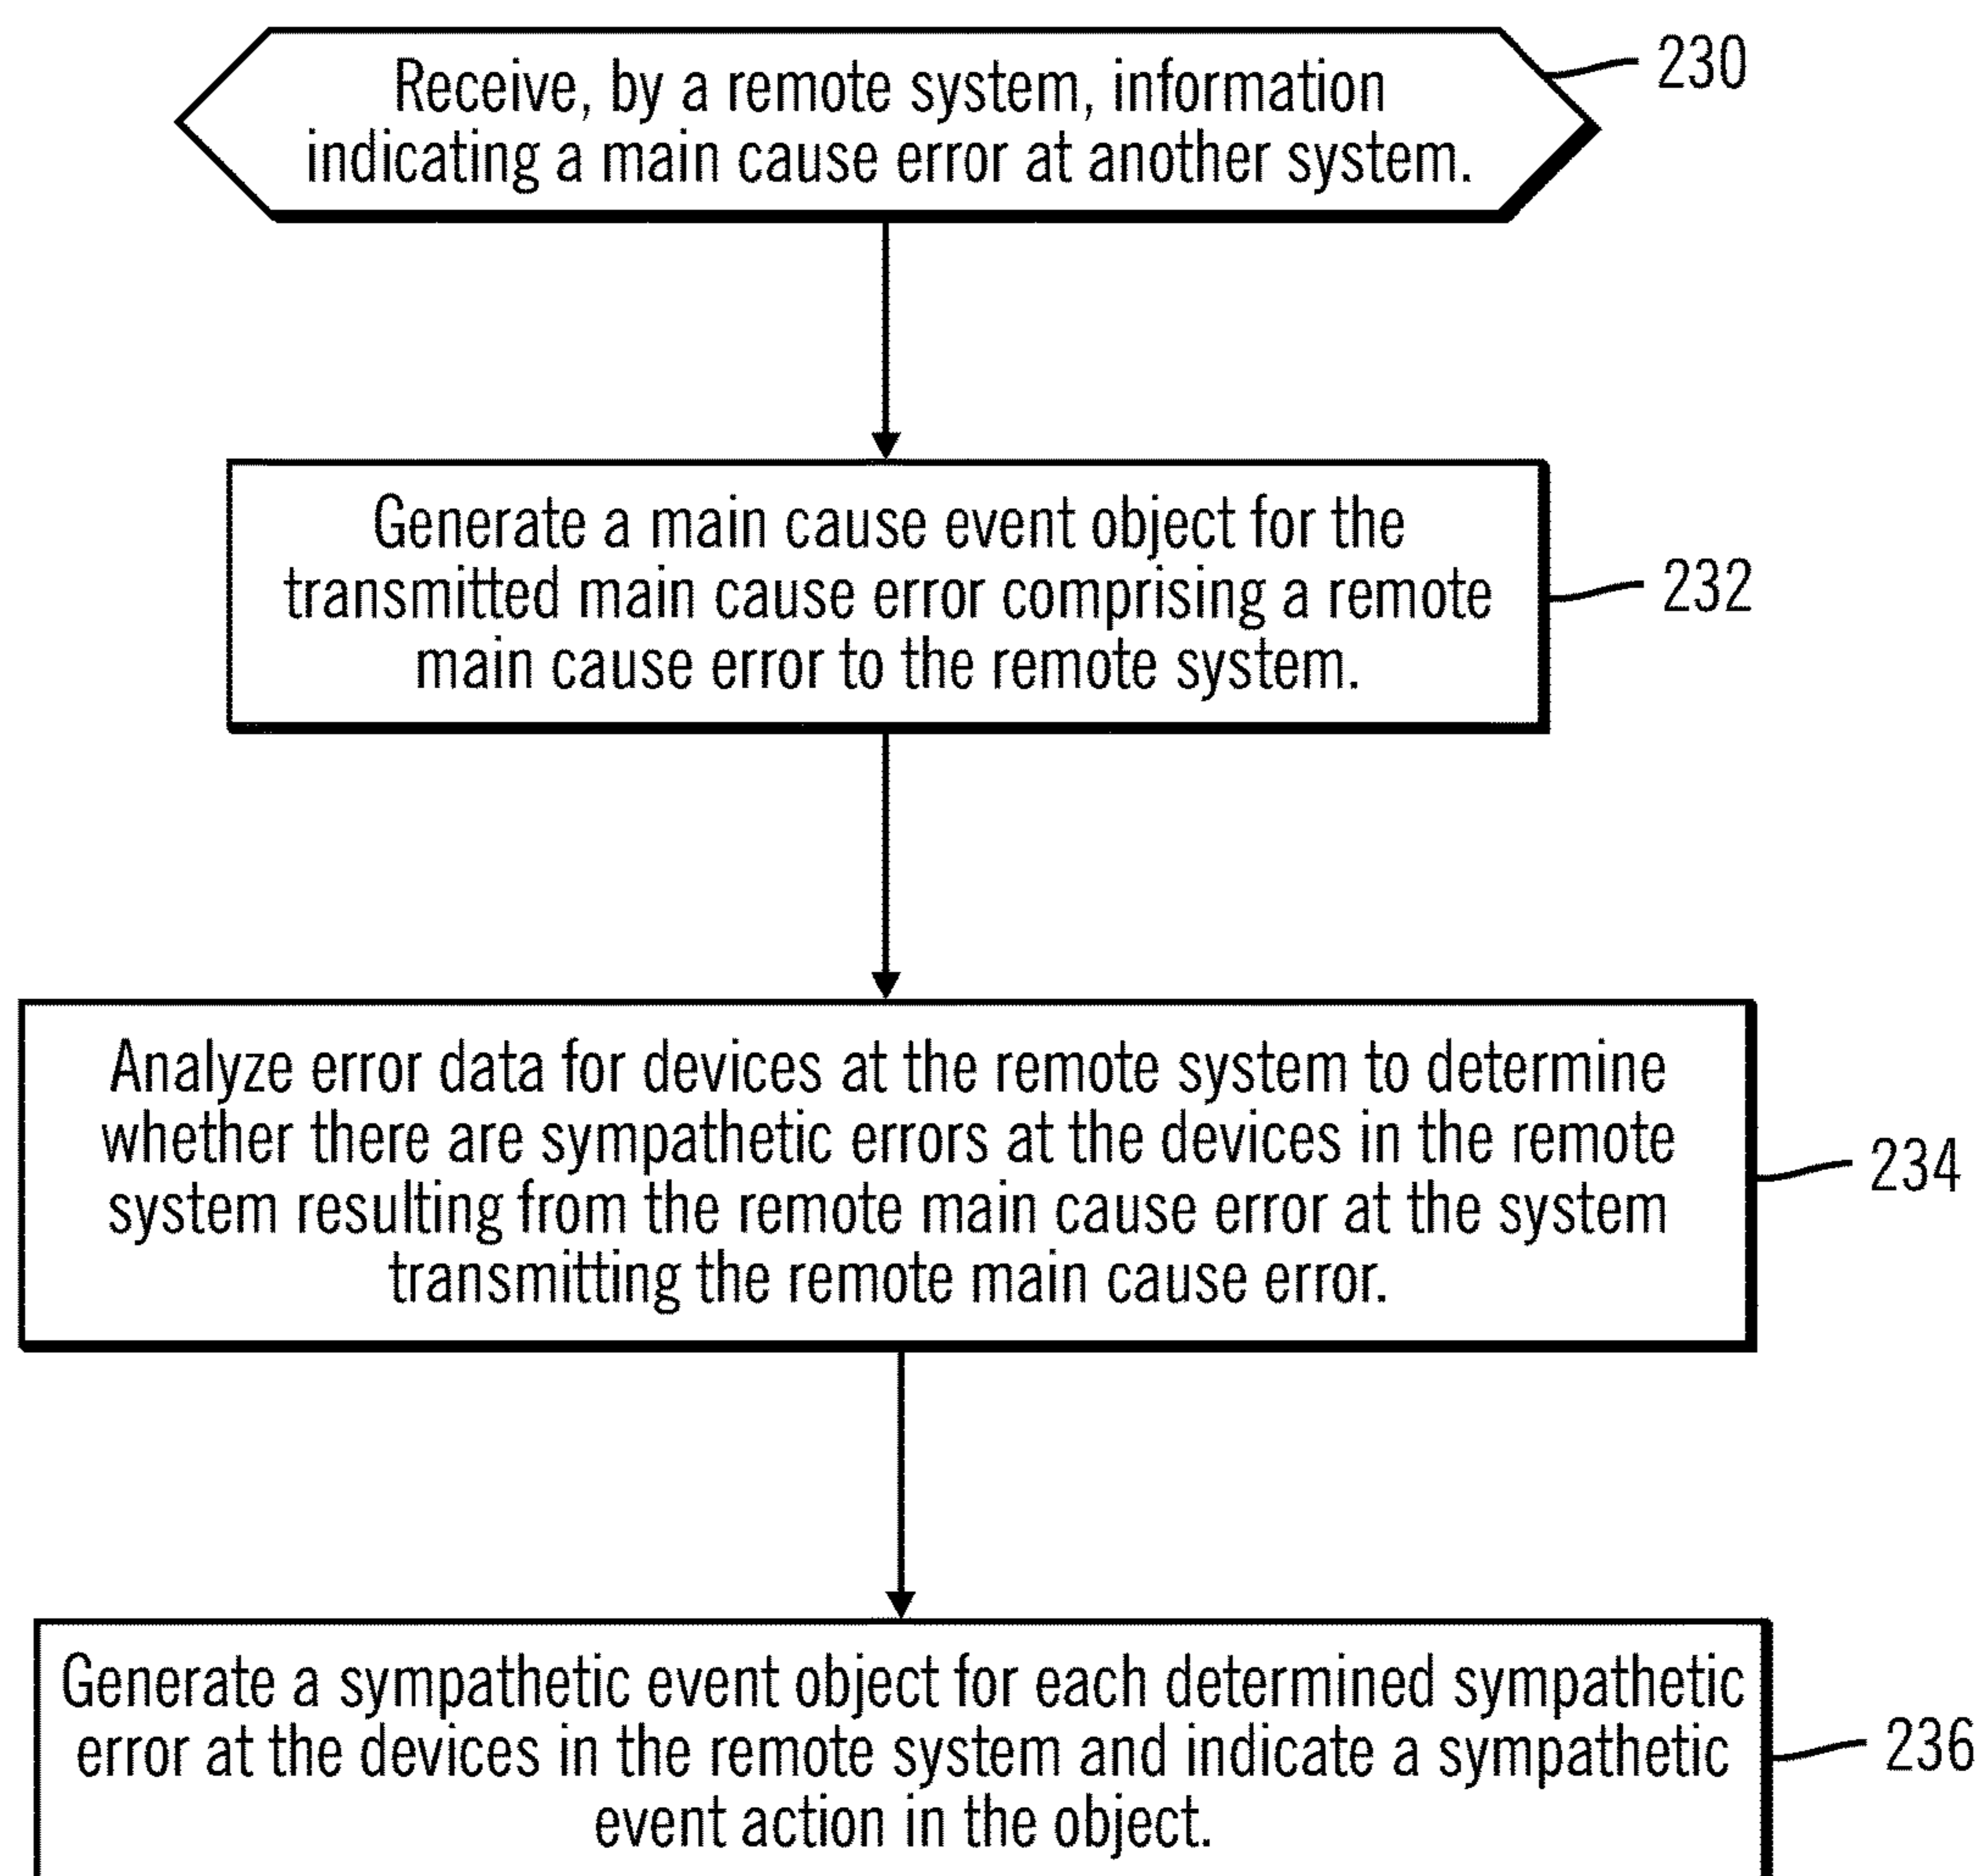 Receive, by a remote system, information
indicating a main cause error at another system.
230
Generate a main cause event object for the
transmitted main cause error comprising a remote
main cause error to the remote system.
232
Analyze error data for devices at the remote system to determine
whether there are sympathetic errors at the devices in the remote
system resulting from the remote main cause error at the system
transmitting the remote main cause error.
234
Generate a sympathetic event object for each determined sympathetic
error at the devices in the remote system and indicate a sympathetic
event action in the object.
236